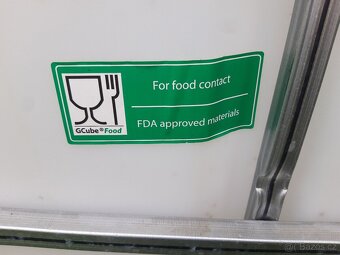 For food contact
FDA approved materials
GCube®Food